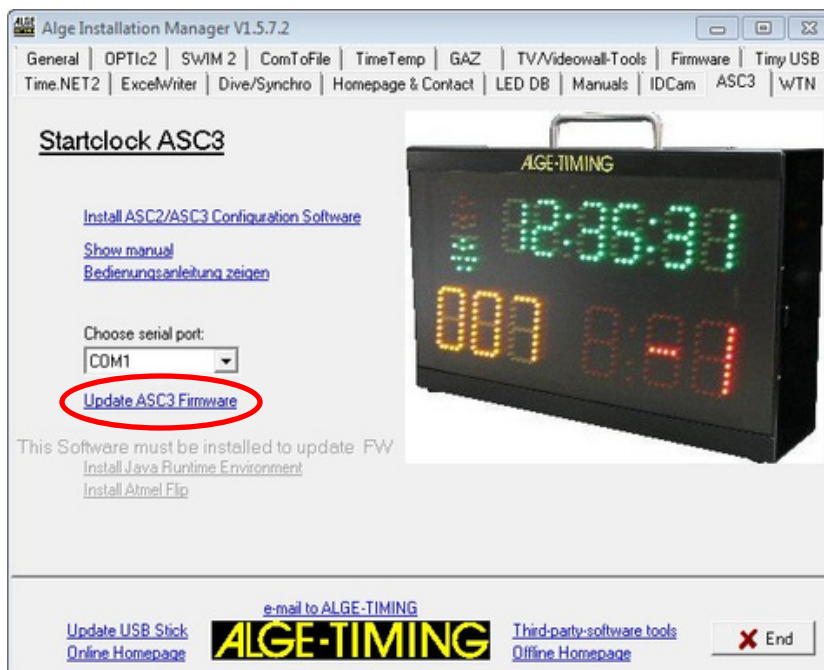 Alge Installation Manager V1.5.7.2
General OPTIc2 SWIM 2 ComToFile TimeTemp GAZ TV/Videowall-Tools Firmware Timy USB
Time.NET2 ExcelWriter Dive/Synchro Homepage & Contact LED DB Manuals IDCam ASC3 WTN
Startclock ASC3
ALGE-TIMING
12:35:31
007 -1
Install ASC2/ASC3 Configuration Software
Show manual
Bedienungsanleitung zeigen
Choose serial port:
COM1
Update ASC3 Firmware
This Software must be installed to update FW
Install Java Runtime Environment
Install Atmel Flip
e-mail to ALGE-TIMING
Update USB Stick
Online Homepage
ALGE-TIMING
Third-party-software tools
Offline Homepage
End